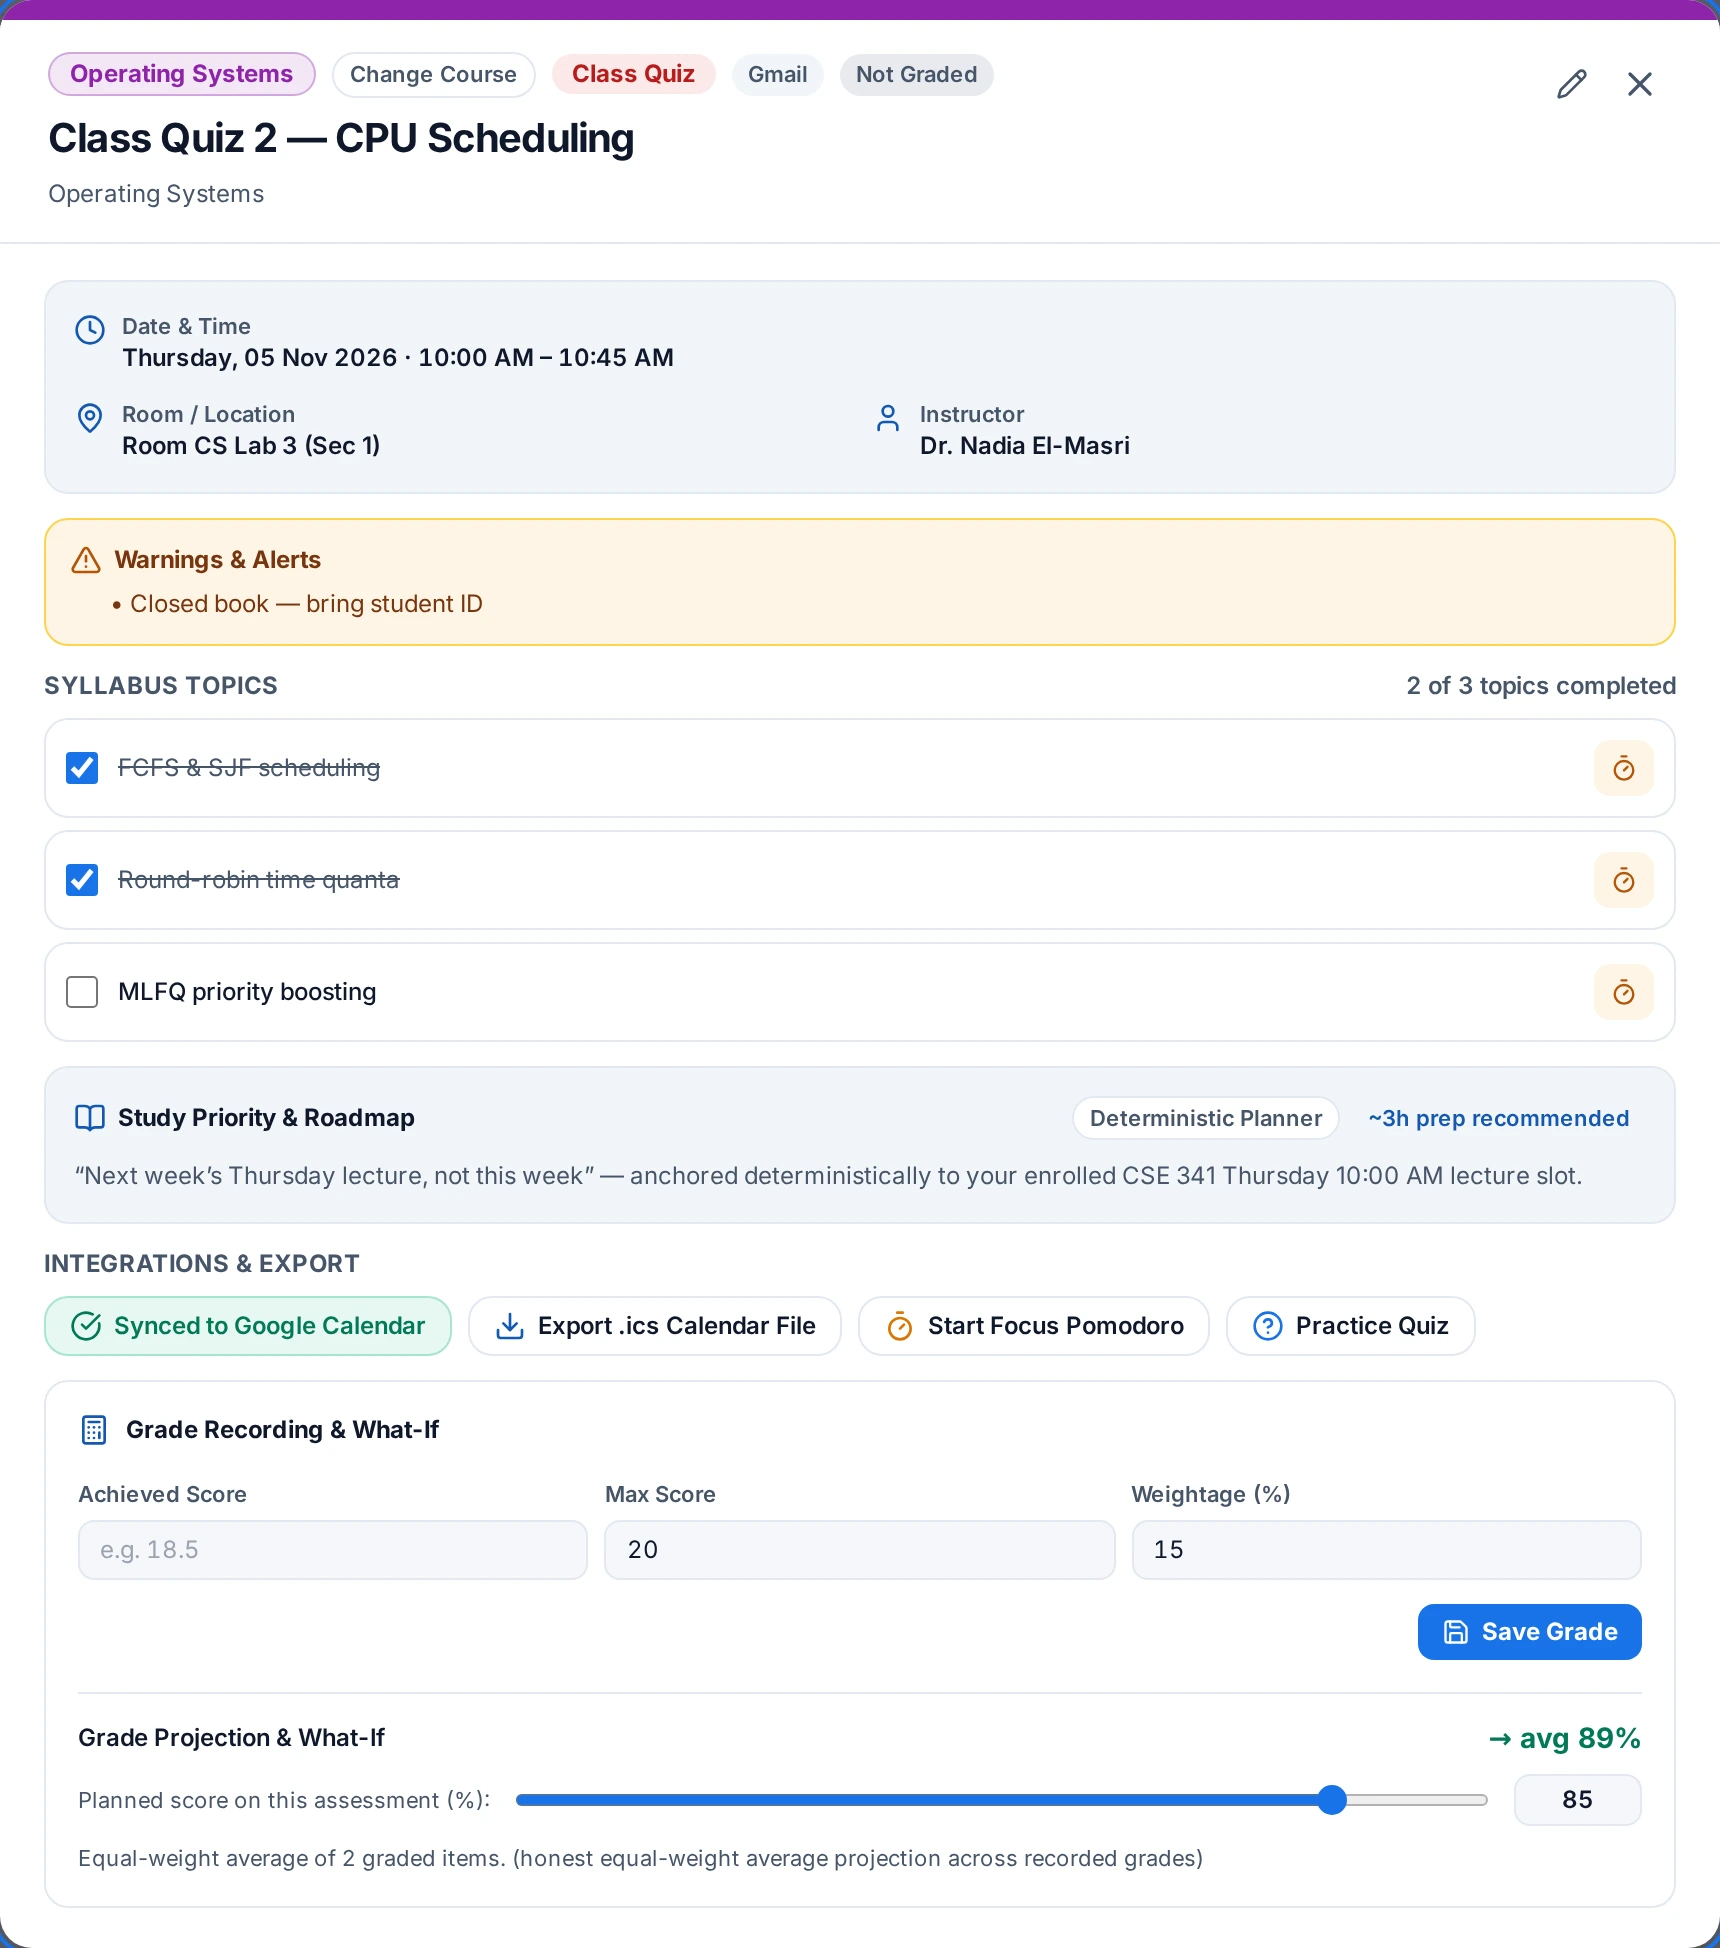 Operating Systems
Change Course
Class Quiz
Gmail
Not Graded
Class Quiz 2 — CPU Scheduling
Operating Systems
Date & Time
Thursday, 05 Nov 2026 · 10:00 AM – 10:45 AM
Room / Location
Room CS Lab 3 (Sec 1)
Instructor
Dr. Nadia El-Masri
Warnings & Alerts
• Closed book — bring student ID
SYLLABUS TOPICS
2 of 3 topics completed
FCFS & SJF scheduling
Round-robin time quanta
MLFQ priority boosting
Study Priority & Roadmap
Deterministic Planner
~3h prep recommended
“Next week’s Thursday lecture, not this week” — anchored deterministically to your enrolled CSE 341 Thursday 10:00 AM lecture slot.
INTEGRATIONS & EXPORT
Synced to Google Calendar
Export .ics Calendar File
Start Focus Pomodoro
Practice Quiz
Grade Recording & What-If
Achieved Score
Max Score
Weightage (%)
e.g. 18.5
20
15
Save Grade
Grade Projection & What-If
→ avg 89%
Planned score on this assessment (%):
85
Equal-weight average of 2 graded items. (honest equal-weight average projection across recorded grades)